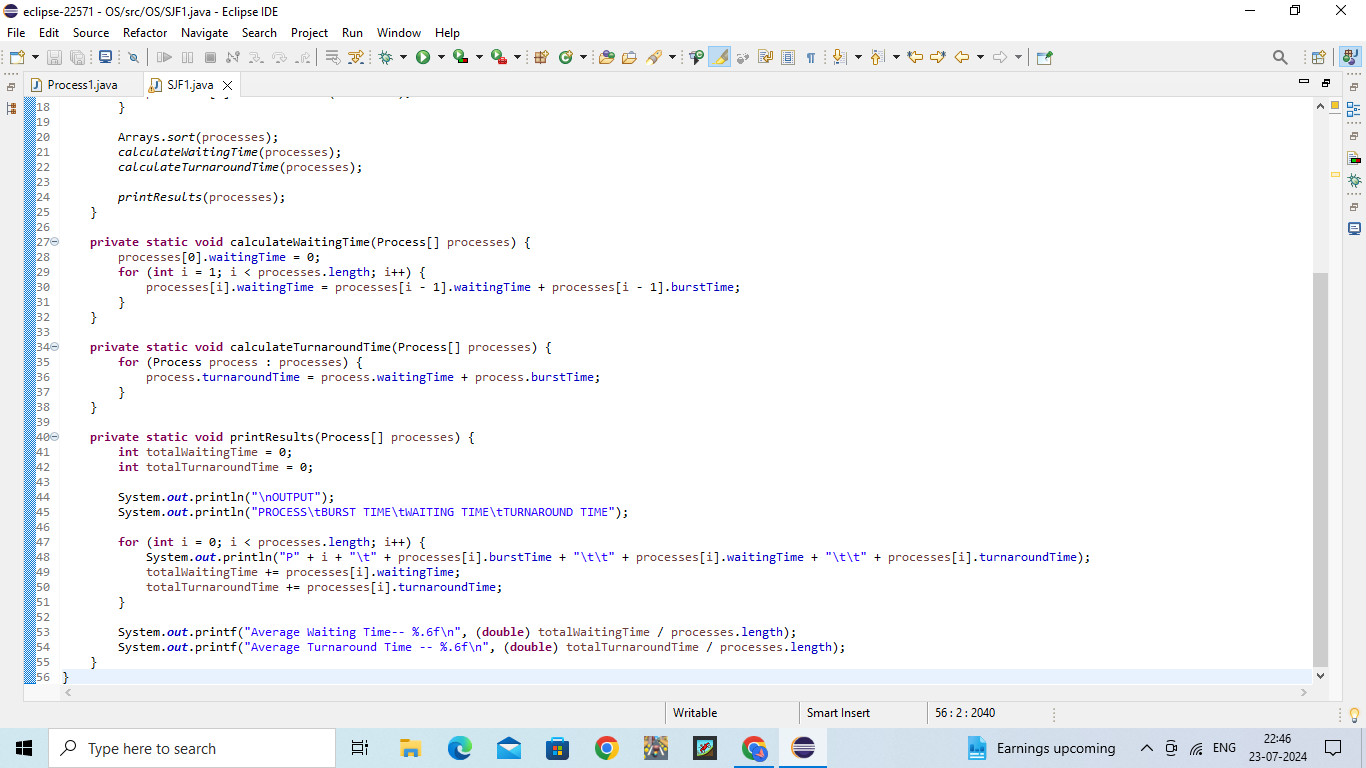 eclipse-22571 - OS/src/OS/SJF1.java - Eclipse IDE
File Edit Source Refactor Navigate Search Project Run Window Help
Process1.java SJF1.java
18 }
19
20 Arrays.sort(processes);
21 calculateWaitingTime(processes);
22 calculateTurnaroundTime(processes);
23
24 printResults(processes);
25 }
26
27 private static void calculateWaitingTime(Process[] processes) {
28 processes[0].waitingTime = 0;
29 for (int i = 1; i < processes.length; i++) {
30 processes[i].waitingTime = processes[i - 1].waitingTime + processes[i - 1].burstTime;
31 }
32 }
33
34 private static void calculateTurnaroundTime(Process[] processes) {
35 for (Process process : processes) {
36 process.turnaroundTime = process.waitingTime + process.burstTime;
37 }
38 }
39
40 private static void printResults(Process[] processes) {
41 int totalWaitingTime = 0;
42 int totalTurnaroundTime = 0;
43
44 System.out.println("\nOUTPUT");
45 System.out.println("PROCESS\tBURST TIME\tWAITING TIME\tTURNAROUND TIME");
46
47 for (int i = 0; i < processes.length; i++) {
48 System.out.println("P" + i + "\t" + processes[i].burstTime + "\t\t" + processes[i].waitingTime + "\t\t" + processes[i].turnaroundTime);
49 totalWaitingTime += processes[i].waitingTime;
50 totalTurnaroundTime += processes[i].turnaroundTime;
51 }
52
53 System.out.printf("Average Waiting Time-- %.6f\n", (double) totalWaitingTime / processes.length);
54 System.out.printf("Average Turnaround Time -- %.6f\n", (double) totalTurnaroundTime / processes.length);
55 }
56 }
Writable Smart Insert 56 : 2 : 2040
Type here to search Earnings upcoming ENG 22:46
23-07-2024